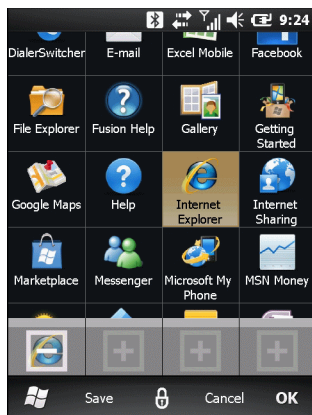 9:24
DialerSwitcher E-mail Excel Mobile Facebook
File Explorer Fusion Help Gallery Getting Started
Google Maps Help Internet Explorer Internet Sharing
Marketplace Messenger Microsoft My Phone MSN Money
Save Cancel OK